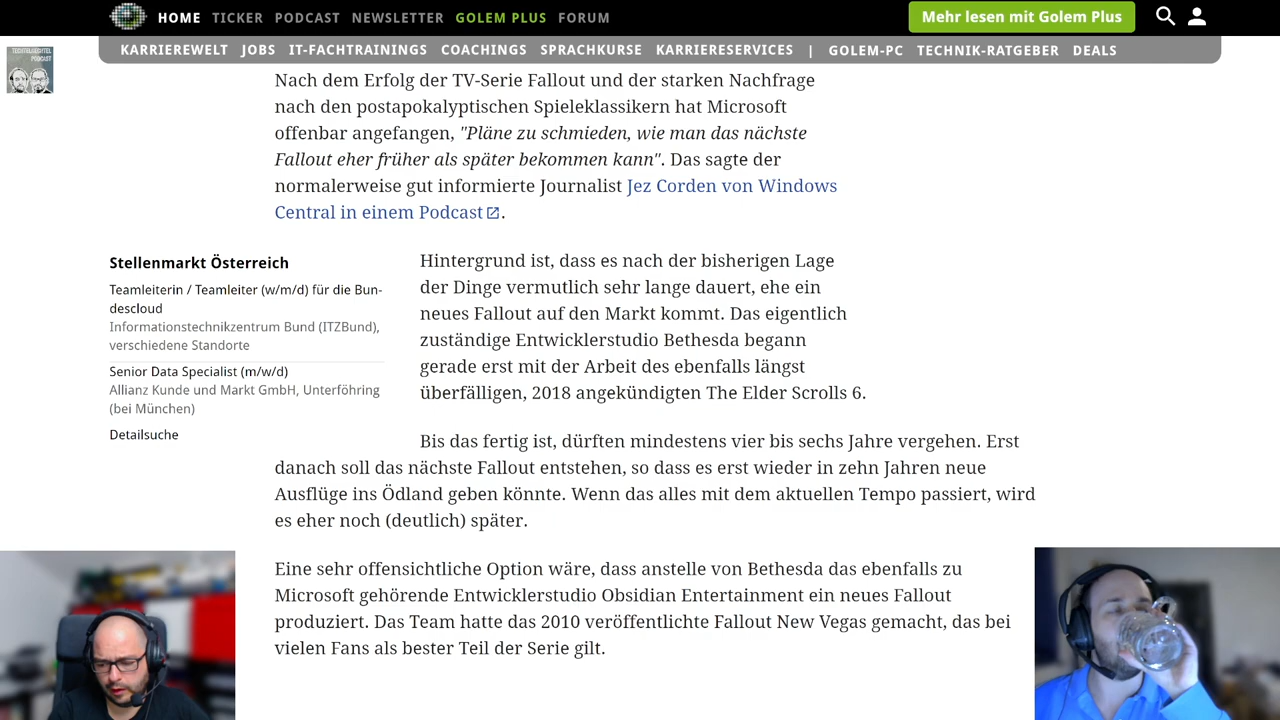 HOME TICKER PODCAST NEWSLETTER GOLEM PLUS FORUM
Mehr lesen mit Golem Plus
KARRIEREWELT JOBS IT-FACHTRAININGS COACHINGS SPRACHKURSE KARRIERESERVICES | GOLEM-PC TECHNIK-RATGEBER DEALS
Nach dem Erfolg der TV-Serie Fallout und der starken Nachfrage
nach den postapokalyptischen Spieleklassikern hat Microsoft
offenbar angefangen, "Pläne zu schmieden, wie man das nächste
Fallout eher früher als später bekommen kann". Das sagte der
normalerweise gut informierte Journalist Jez Corden von Windows
Central in einem Podcast.
Stellenmarkt Österreich
Teamleiterin / Teamleiter (w/m/d) für die Bun-
descloud
Informationstechnikzentrum Bund (ITZBund),
verschiedene Standorte
Senior Data Specialist (m/w/d)
Allianz Kunde und Markt GmbH, Unterföhring
(bei München)
Detailsuche
Hintergrund ist, dass es nach der bisherigen Lage
der Dinge vermutlich sehr lange dauert, ehe ein
neues Fallout auf den Markt kommt. Das eigentlich
zuständige Entwicklerstudio Bethesda begann
gerade erst mit der Arbeit des ebenfalls längst
überfälligen, 2018 angekündigten The Elder Scrolls 6.
Bis das fertig ist, dürften mindestens vier bis sechs Jahre vergehen. Erst
danach soll das nächste Fallout entstehen, so dass es erst wieder in zehn Jahren neue
Ausflüge ins Ödland geben könnte. Wenn das alles mit dem aktuellen Tempo passiert, wird
es eher noch (deutlich) später.
Eine sehr offensichtliche Option wäre, dass anstelle von Bethesda das ebenfalls zu
Microsoft gehörende Entwicklerstudio Obsidian Entertainment ein neues Fallout
produziert. Das Team hatte das 2010 veröffentlichte Fallout New Vegas gemacht, das bei
vielen Fans als bester Teil der Serie gilt.